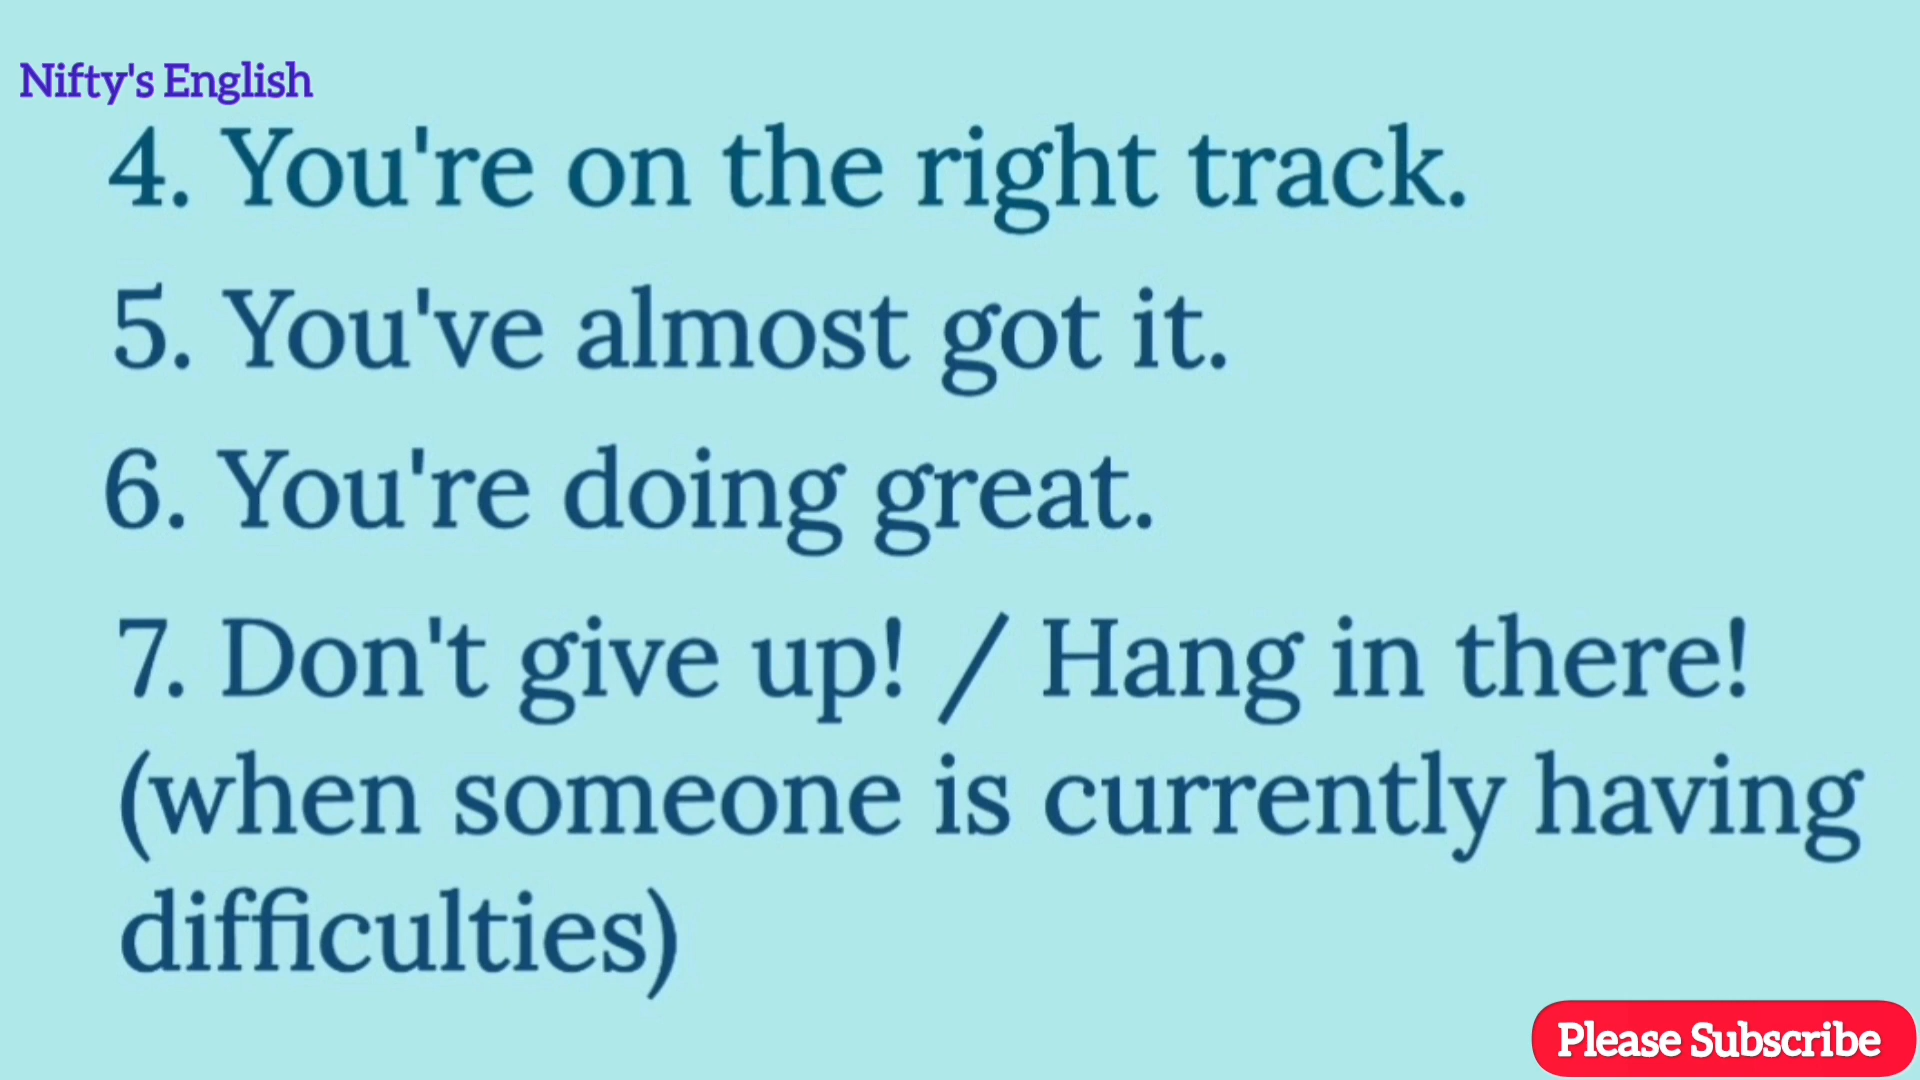 Nifty's English
4. You're on the right track.
5. You've almost got it.
6. You're doing great.
7. Don't give up! / Hang in there!
(when someone is currently having
difficulties)
Please Subscribe